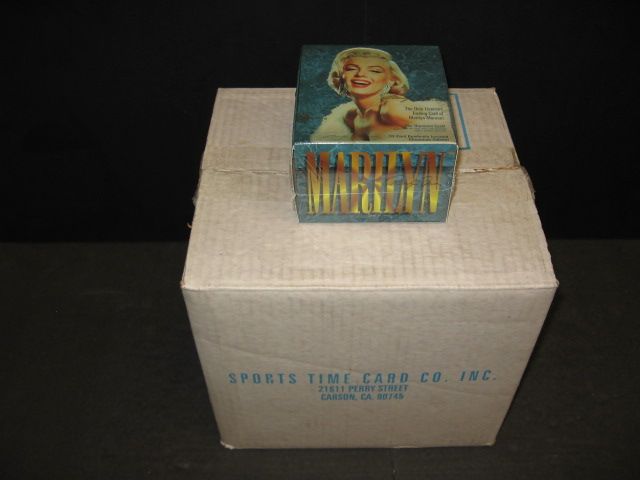 The Only Licensed
Trading Card of
Marilyn Monroe!
MARILYN
SPORTS TIME CARD CO. INC.
21611 PERRY STREET
CARSON, CA. 90745